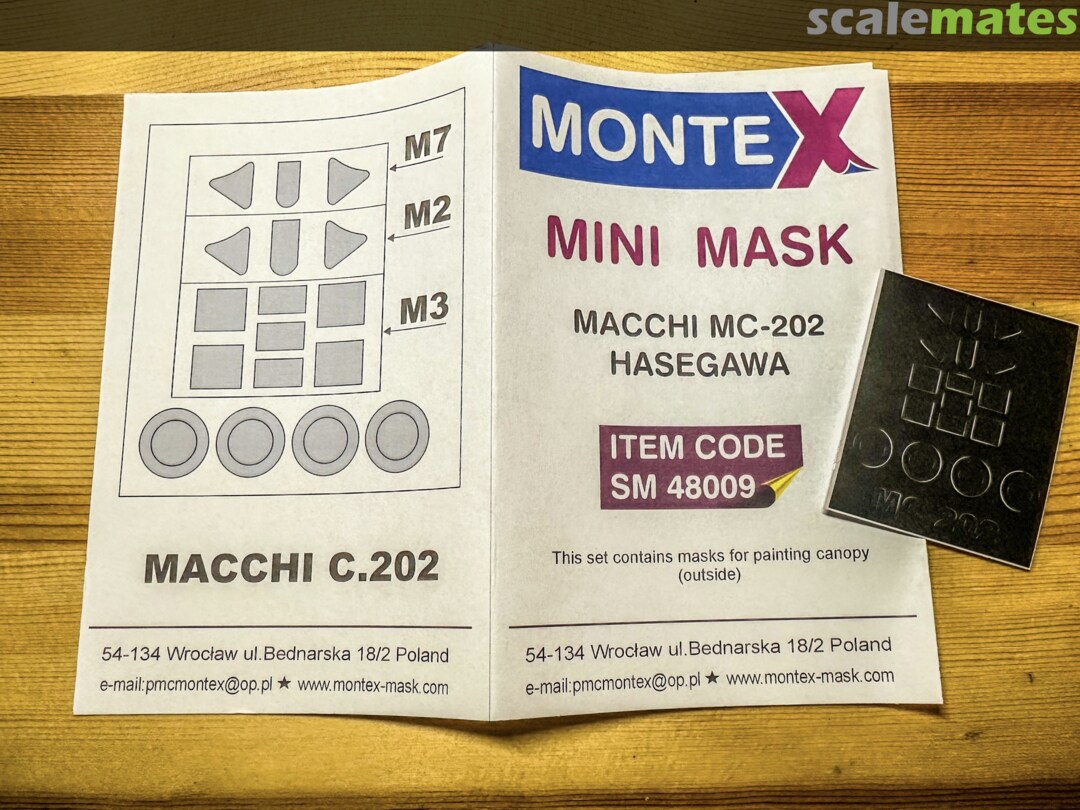 scalemates
M7
M2
M3
MACCHI C.202
54-134 Wrocław ul.Bednarska 18/2 Poland
e-mail:pmcmontex@op.pl ★ www.montex-mask.com
MONTEX
MINI MASK
MACCHI MC-202
HASEGAWA
ITEM CODE
SM 48009
This set contains masks for painting canopy
(outside)
54-134 Wrocław ul.Bednarska 18/2 Poland
e-mail:pmcmontex@op.pl ★ www.montex-mask.com
MC-202